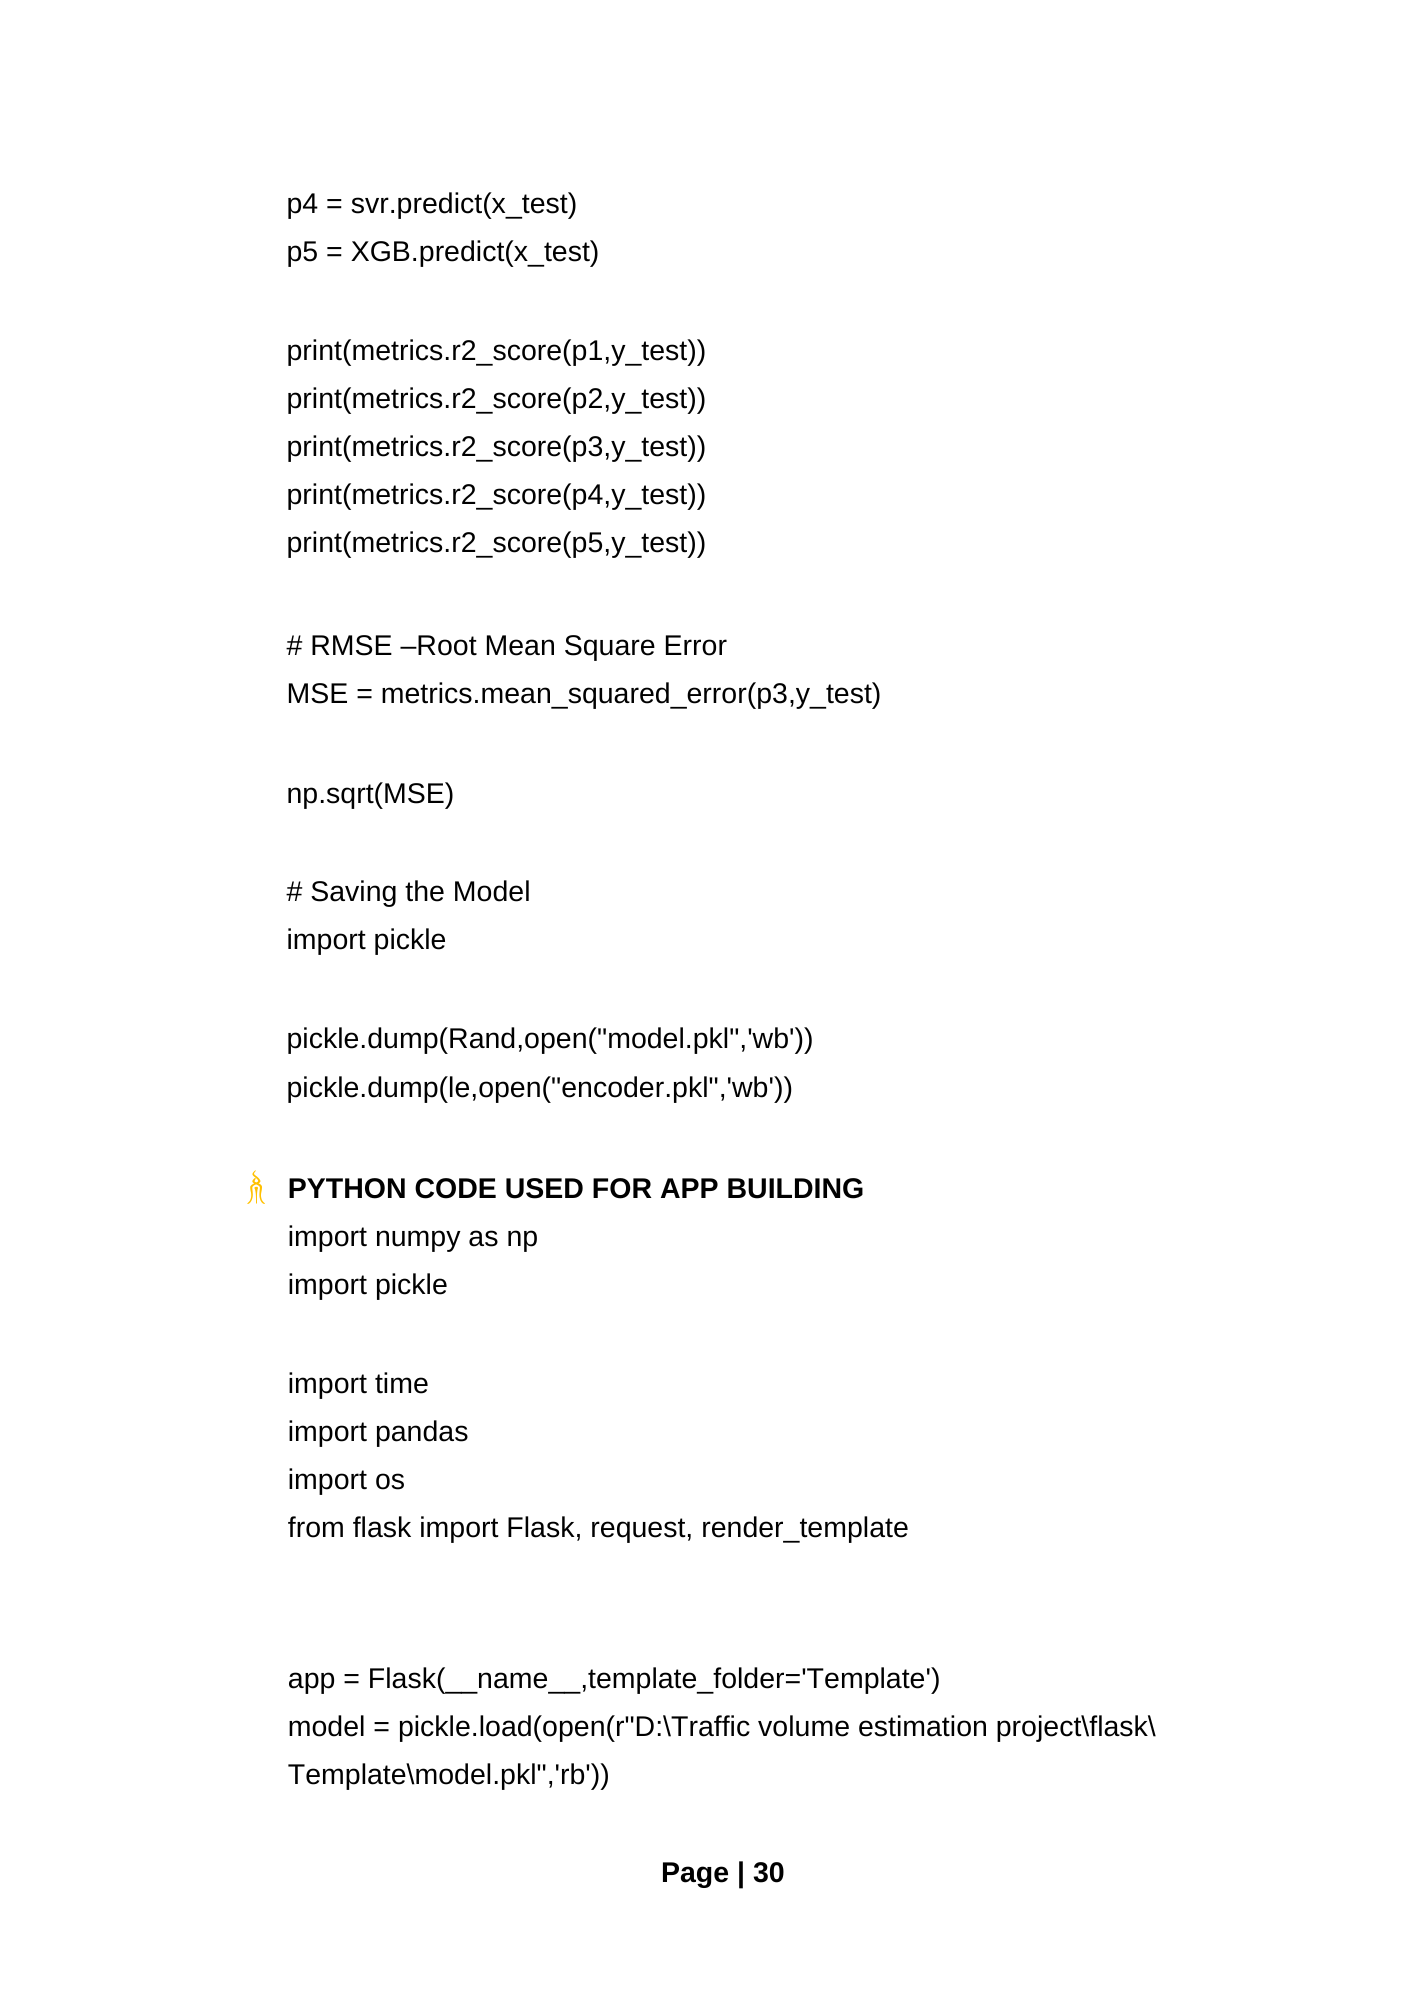 p4 = svr.predict(x_test)
p5 = XGB.predict(x_test)
print(metrics.r2_score(p1,y_test))
print(metrics.r2_score(p2,y_test))
print(metrics.r2_score(p3,y_test))
print(metrics.r2_score(p4,y_test))
print(metrics.r2_score(p5,y_test))
# RMSE –Root Mean Square Error
MSE = metrics.mean_squared_error(p3,y_test)
np.sqrt(MSE)
# Saving the Model
import pickle
pickle.dump(Rand,open("model.pkl",'wb'))
pickle.dump(le,open("encoder.pkl",'wb'))
PYTHON CODE USED FOR APP BUILDING
import numpy as np
import pickle
import time
import pandas
import os
from flask import Flask, request, render_template
app = Flask(__name__,template_folder='Template')
model = pickle.load(open(r"D:\Traffic volume estimation project\flask\
Template\model.pkl",'rb'))
Page | 30